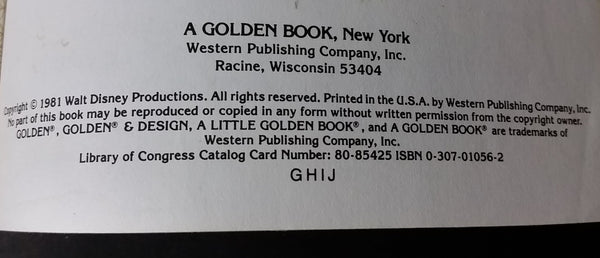 A GOLDEN BOOK, New York
Western Publishing Company, Inc.
Racine, Wisconsin 53404
Copyright © 1981 Walt Disney Productions. All rights reserved. Printed in the U.S.A. by Western Publishing Company, Inc.
No part of this book may be reproduced or copied in any form without written permission from the copyright owner.
GOLDEN®, GOLDEN® & DESIGN, A LITTLE GOLDEN BOOK®, and A GOLDEN BOOK® are trademarks of
Western Publishing Company, Inc.
Library of Congress Catalog Card Number: 80-85425 ISBN 0-307-01056-2
G H I J